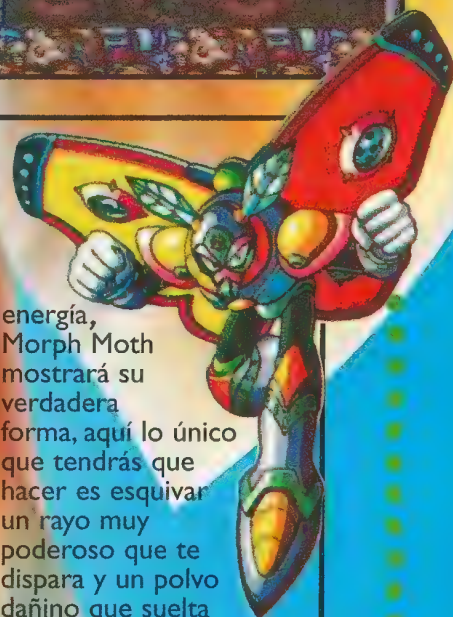 energía,
Morph Moth
mostrará su
verdadera
forma, aquí lo único
que tendrás que
hacer es esquivar
un rayo muy
poderoso que te
dispara y un polvo
dañino que suelta